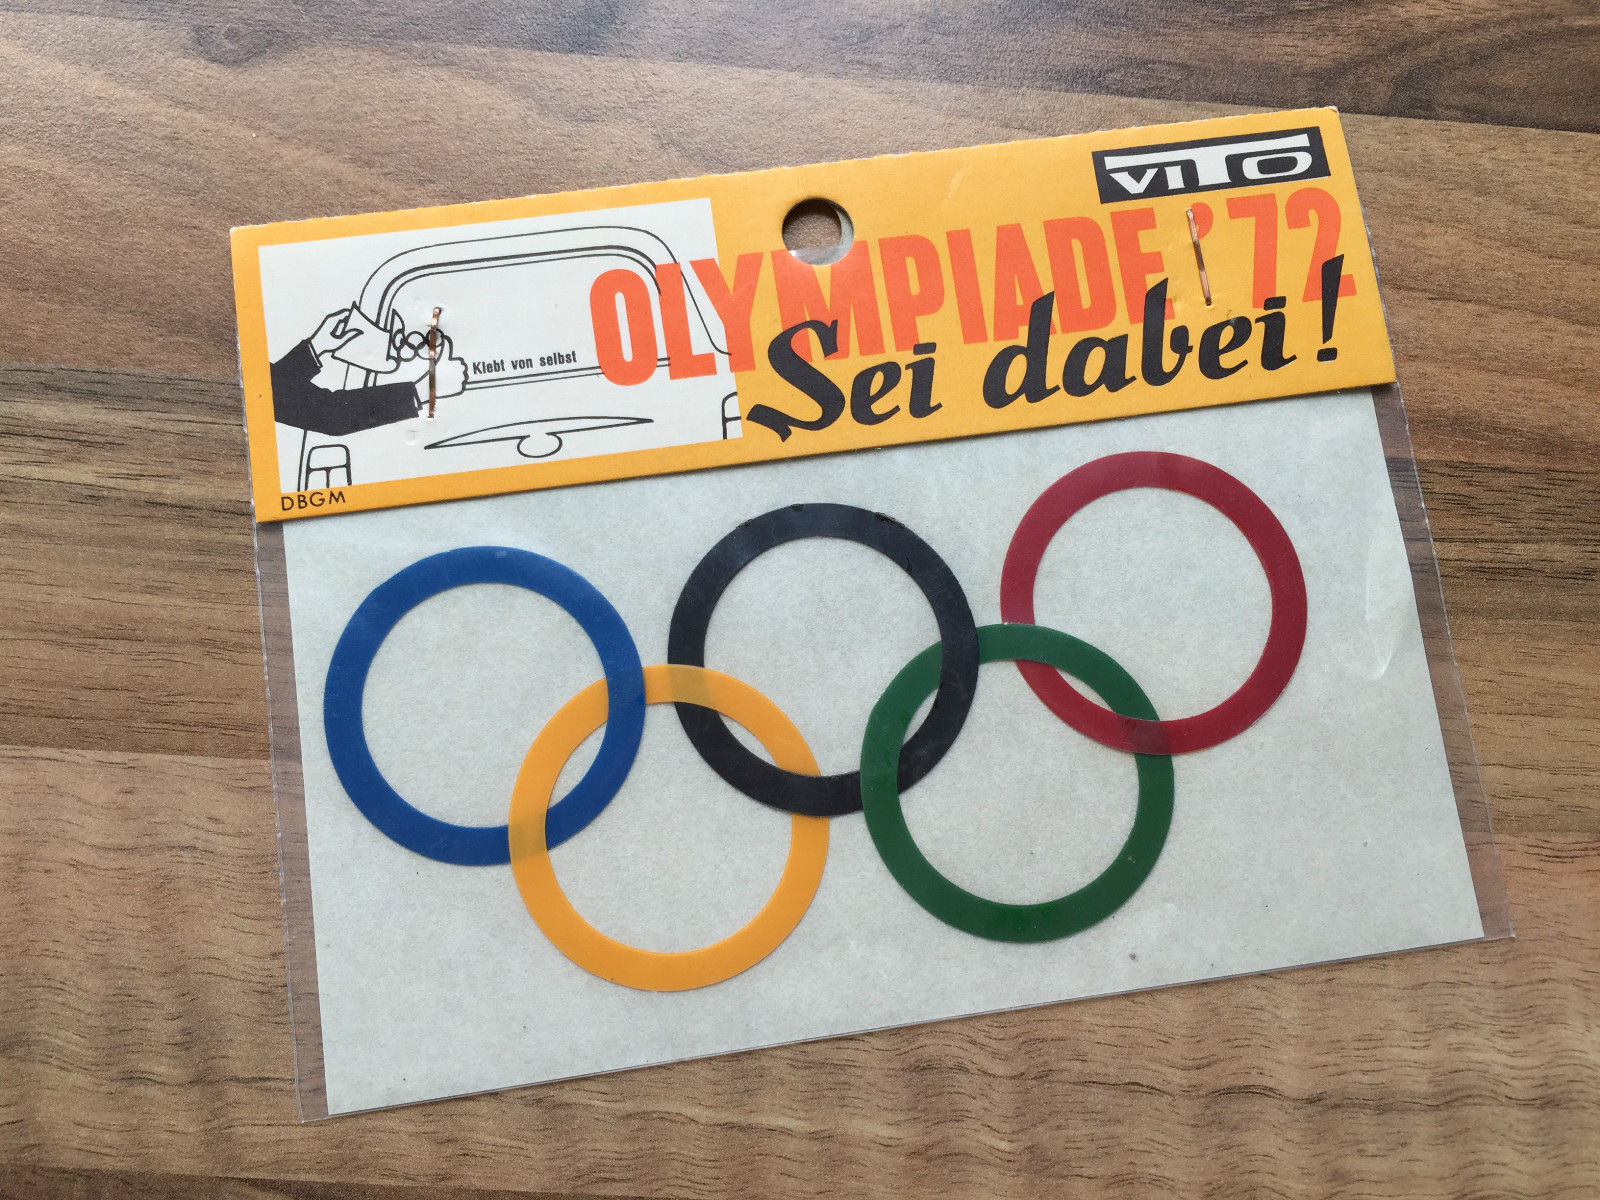 VITO
OLYMPIADE '72
Sei dabei!
Klebt von selbst
DBGM